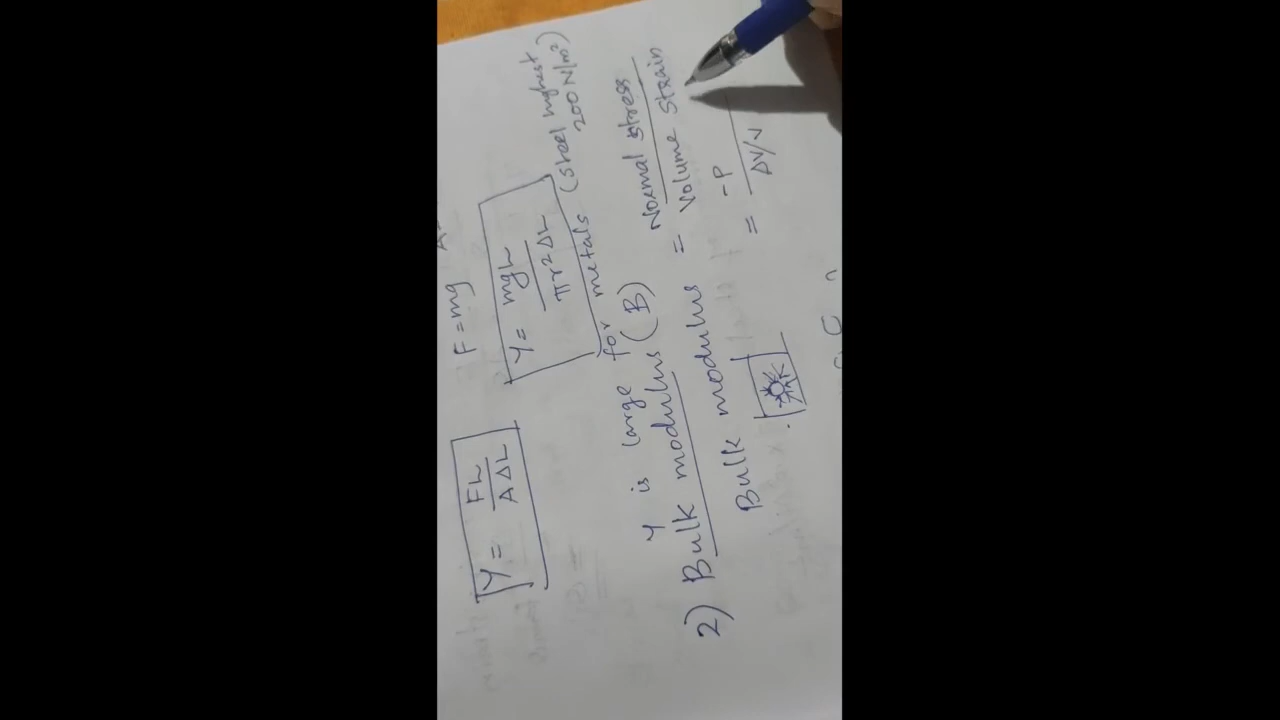 F = mg
Y = FL / AΔL
Y = mgL / πr²ΔL
Y is large for metals (steel highest 200 N/m²)
2) Bulk modulus (B)
Bulk modulus = Normal stress / Volume strain
= -P / ΔV/V